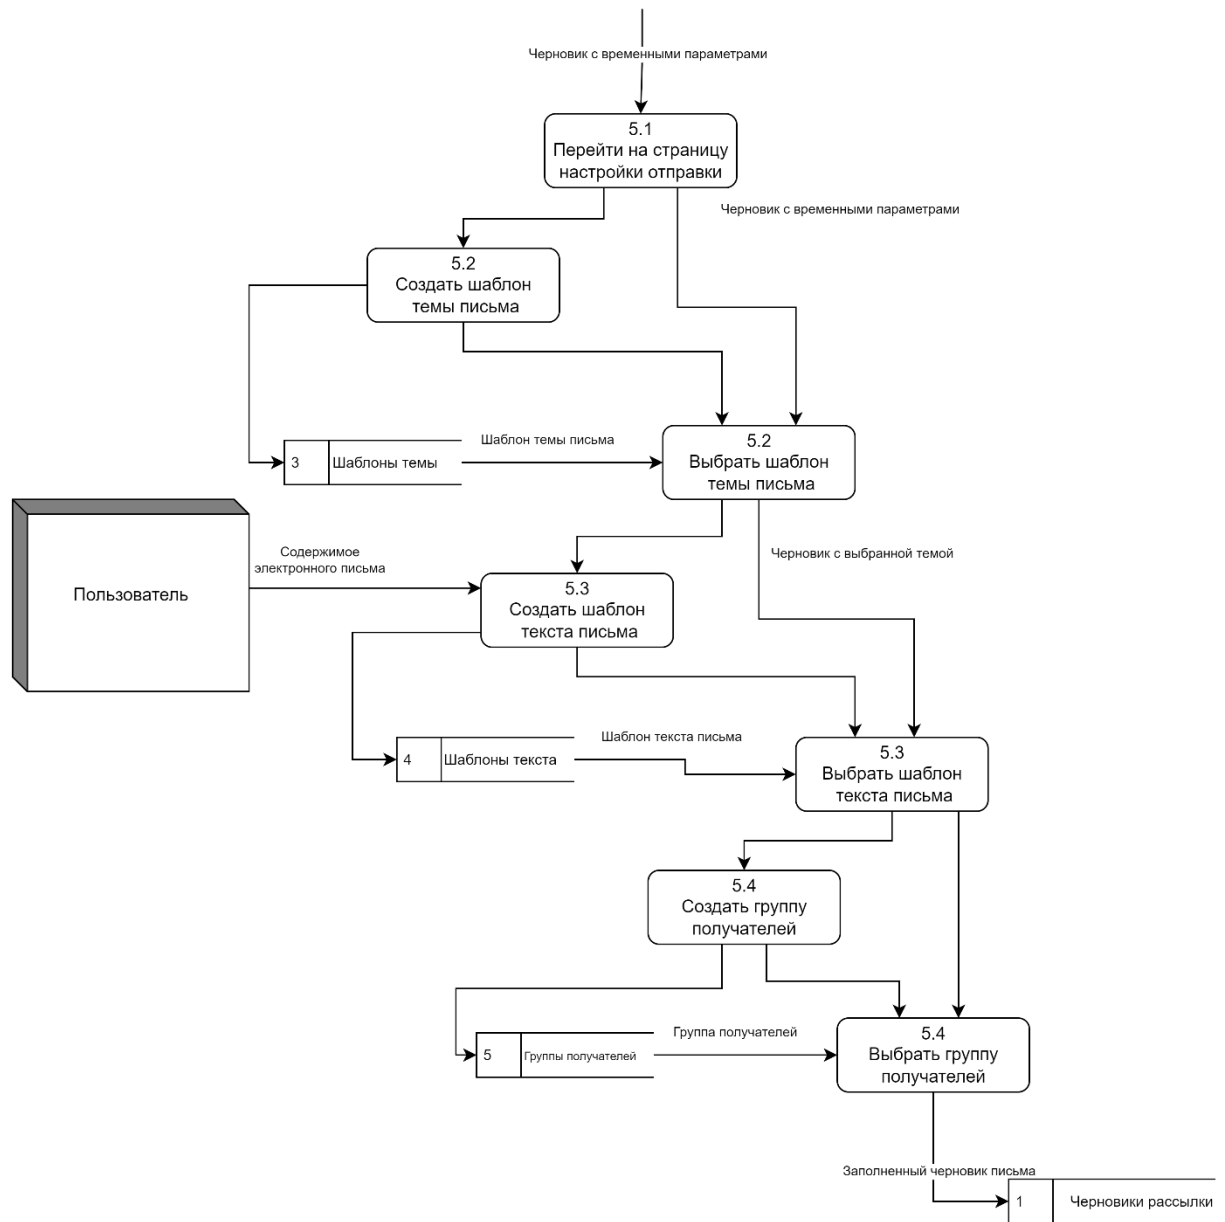 Черновик с временными параметрами
5.1
Перейти на страницу
настройки отправки
Черновик с временными параметрами
5.2
Создать шаблон
темы письма
5.2
Выбрать шаблон
темы письма
Шаблон темы письма
3
Шаблоны темы
Содержимое
электронного письма
Черновик с выбранной темой
Пользователь
5.3
Создать шаблон
текста письма
Шаблон текста письма
4
Шаблоны текста
5.3
Выбрать шаблон
текста письма
5.4
Создать группу
получателей
Группа получателей
5
Группы получателей
5.4
Выбрать группу
получателей
Заполненный черновик письма
1
Черновики рассылки